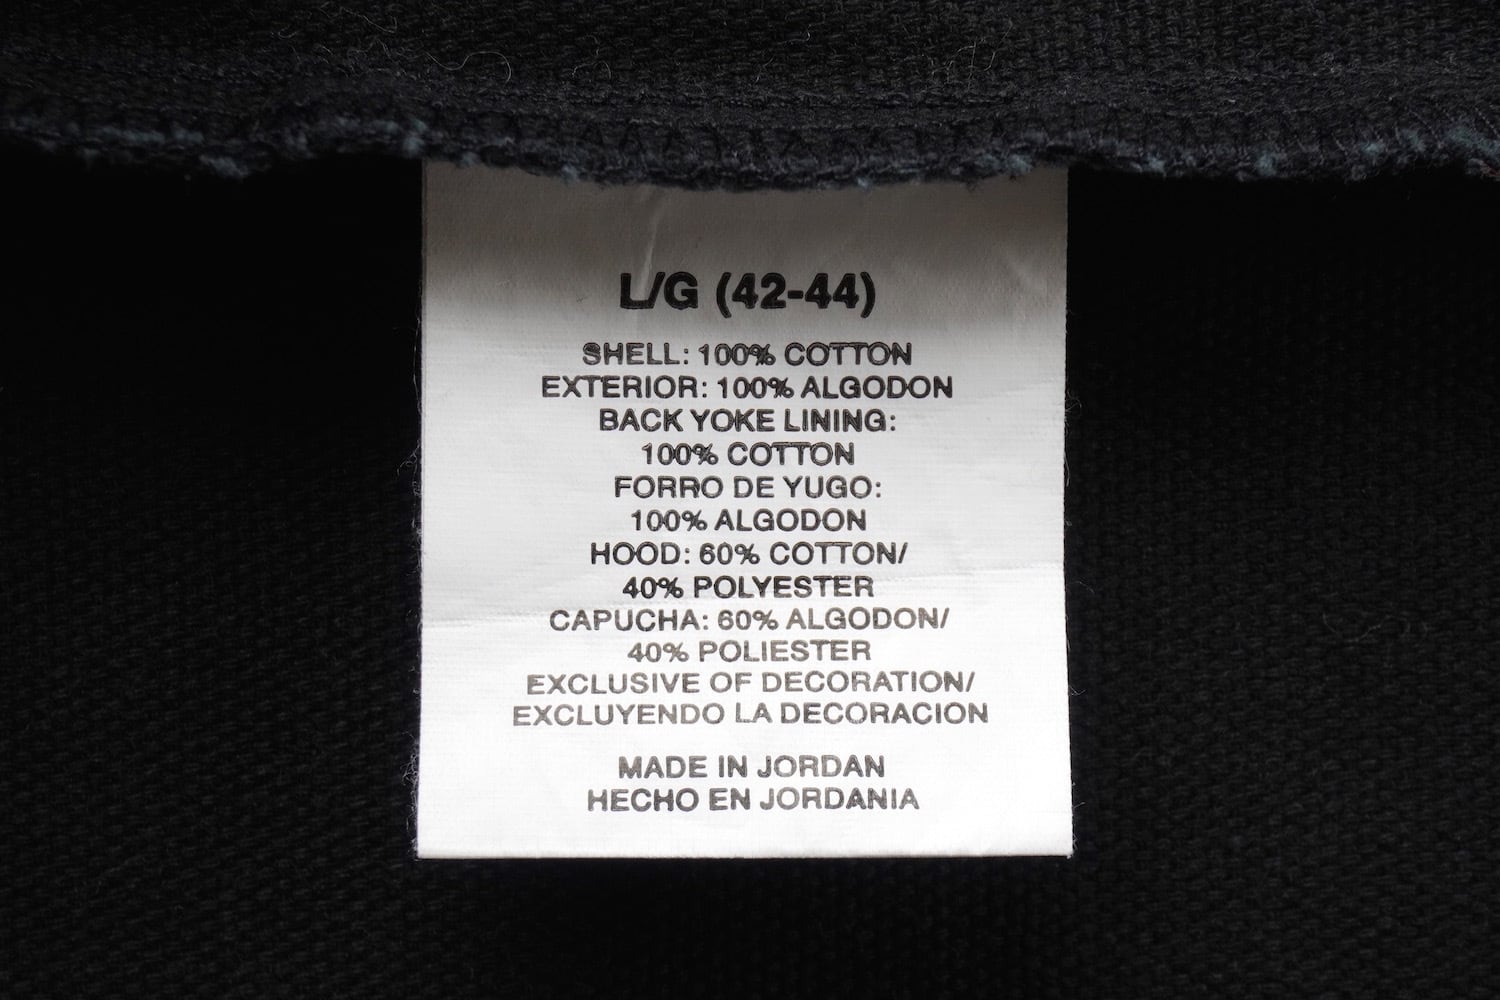 L/G (42-44)
SHELL: 100% COTTON
EXTERIOR: 100% ALGODON
BACK YOKE LINING:
100% COTTON
FORRO DE YUGO:
100% ALGODON
HOOD: 60% COTTON/
40% POLYESTER
CAPUCHA: 60% ALGODON/
40% POLIESTER
EXCLUSIVE OF DECORATION/
EXCLUYENDO LA DECORACION
MADE IN JORDAN
HECHO EN JORDANIA